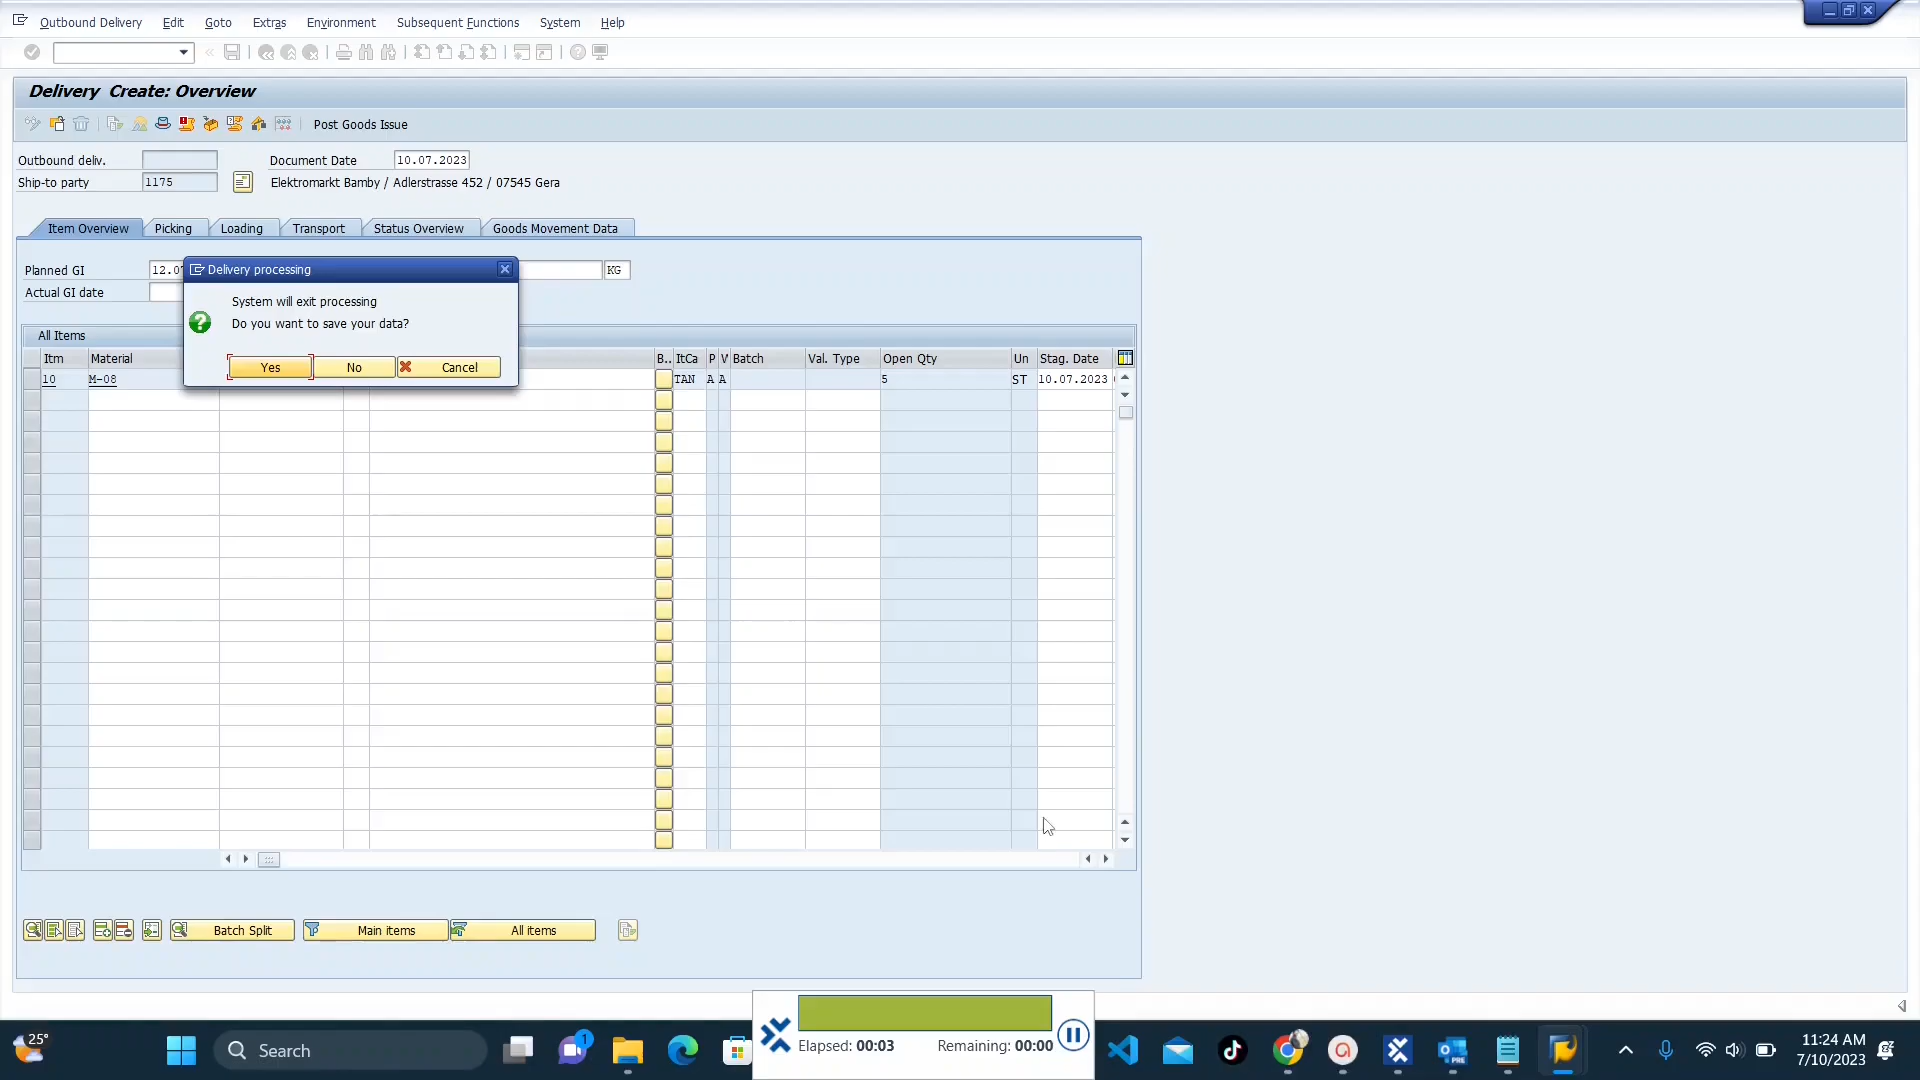 Outbound Delivery Edit Goto Extras Environment Subsequent Functions System Help
Delivery Create: Overview
Post Goods Issue
Outbound deliv. Document Date 10.07.2023
Ship-to party 1175 Elektromarkt Bamby / Adlerstrasse 452 / 07545 Gera
Item Overview Picking Loading Transport Status Overview Goods Movement Data
Planned GI KG
Actual GI date
Delivery processing
System will exit processing
Do you want to save your data?
Yes No Cancel
All Items
Itm Material B.. ItCa P V Batch Val. Type Open Qty Un Stag. Date
10 M-08 TAN A A 5 ST 10.07.2023
Batch Split Main items All items
25°
Search
1
Elapsed: 00:03 Remaining: 00:00
PRE
11:24 AM
7/10/2023